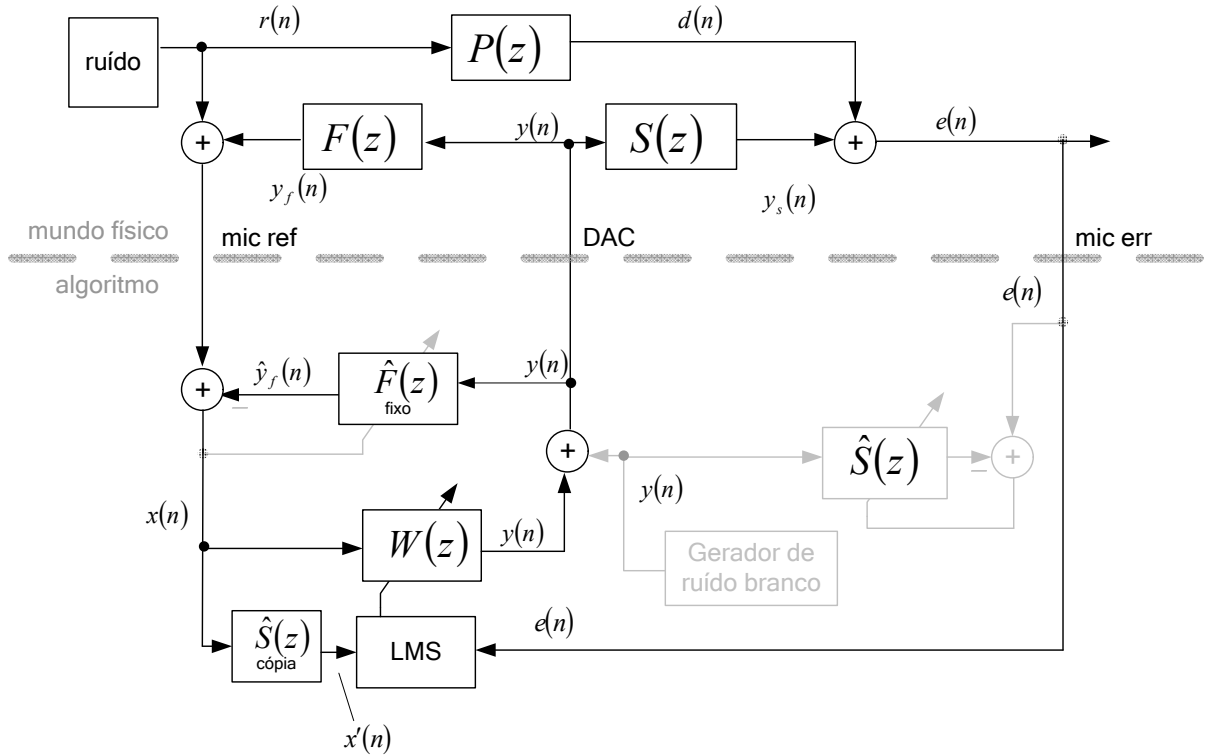 r(n)
d(n)
ruído
P(z)
+
F(z)
y(n)
S(z)
+
e(n)
y_f(n)
y_s(n)
mundo físico
mic ref
DAC
mic err
algoritmo
e(n)
ŷ_f(n)
F̂(z)
fixo
y(n)
+
–
+
Ŝ(z)
+
–
x(n)
y(n)
W(z)
y(n)
Gerador de
ruído branco
Ŝ(z)
cópia
LMS
e(n)
x′(n)